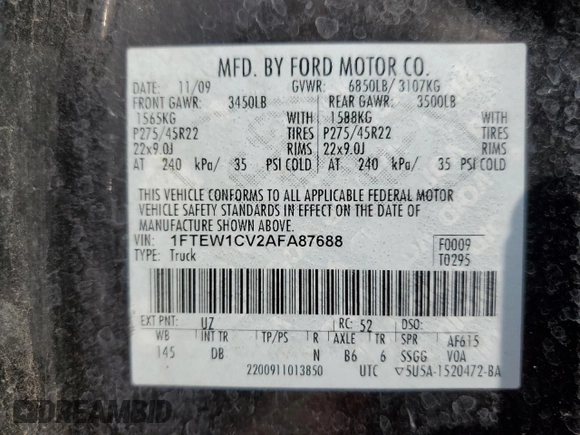 MFD. BY FORD MOTOR CO.
DATE: 11/09 GVWR: 6850LB/ 3107KG
FRONT GAWR: 3450LB REAR GAWR: 3500LB
1565KG WITH 1588KG WITH
P275/45R22 TIRES P275/45R22 TIRES
22x9.0J RIMS 22x9.0J RIMS
AT 240 kPa/ 35 PSI COLD AT 240 kPa/ 35 PSI COLD
THIS VEHICLE CONFORMS TO ALL APPLICABLE FEDERAL MOTOR
VEHICLE SAFETY STANDARDS IN EFFECT ON THE DATE OF
MANUFACTURE SHOWN ABOVE.
VIN: 1FTEW1CV2AFA87688 F0009
TYPE: Truck T0295
EXT PNT: UZ RC: 52 DSO:
WB INT TR TP/PS R AXLE TR SPR AF615
145 DB N B6 6 SSGG VOA
2200911013850 UTC ▽5U5A-1520472-BA
DREAMBID